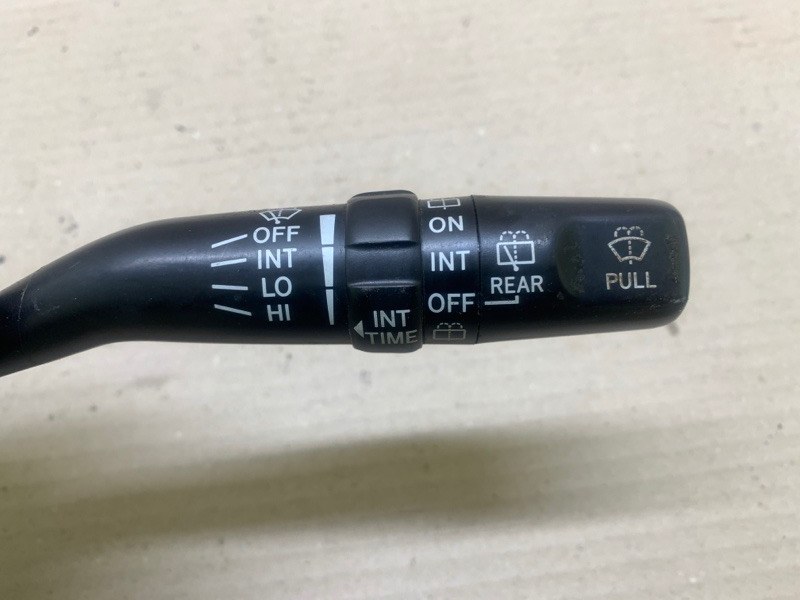 OFF
INT
LO
HI
INT
TIME
ON
INT
OFF
REAR
PULL